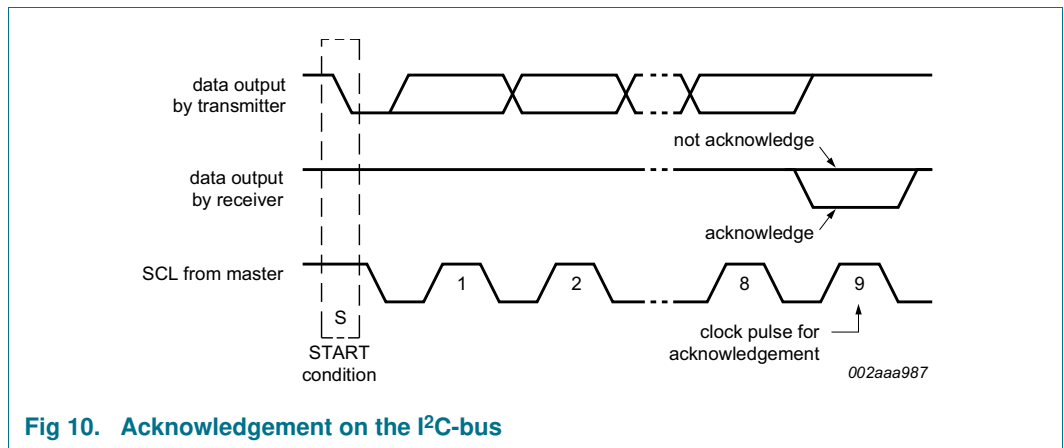 data output
by transmitter
not acknowledge
data output
by receiver
acknowledge
SCL from master
1
2
8
9
S
START
condition
clock pulse for
acknowledgement
002aaa987
Fig 10. Acknowledgement on the I²C-bus